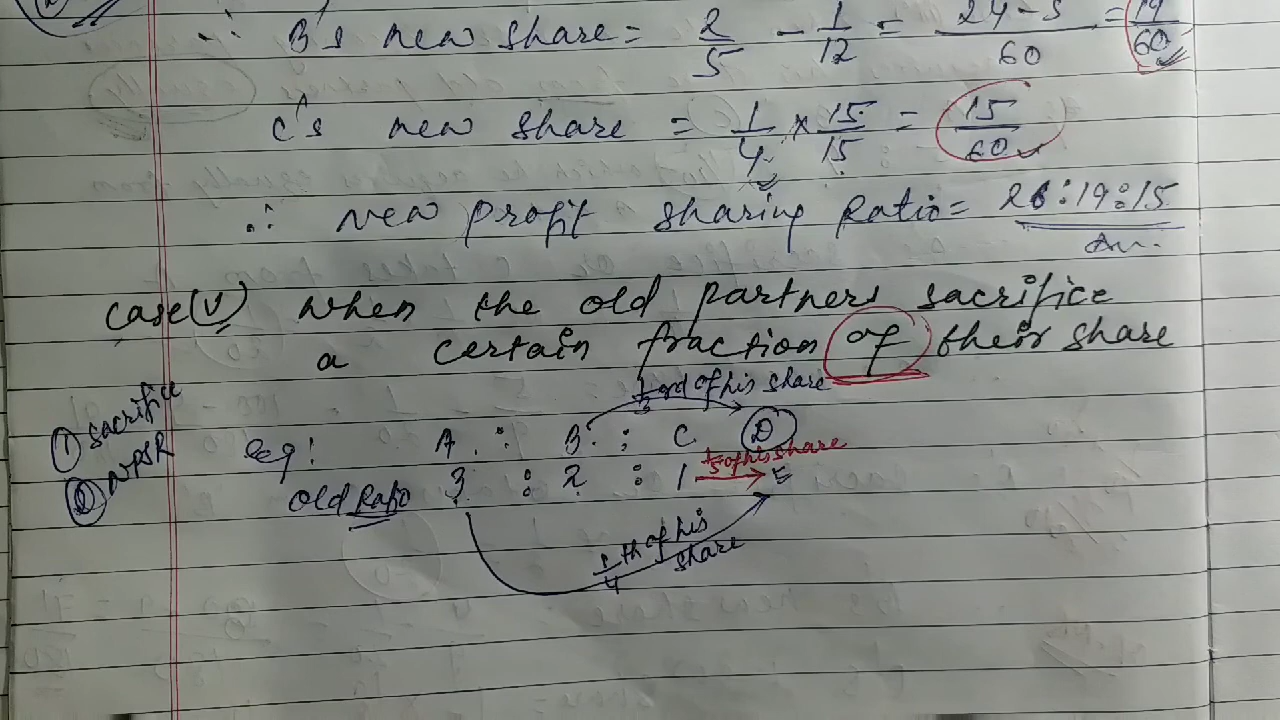 ∴ B's new share = 2/5 - 1/12 = 24-5/60 = 19/60
C's new share = 1/4 × 15/15 = 15/60
∴ New profit sharing Ratio = 26:19:15
Au.
case(V) when the old partners sacrifice
a certain fraction of their share
1/3rd of his share
① sacrifice
② NPSR
eg! A : B : C D
1/5 of his share
Old Ratio 3 : 2 : 1
1/4 th of his
share